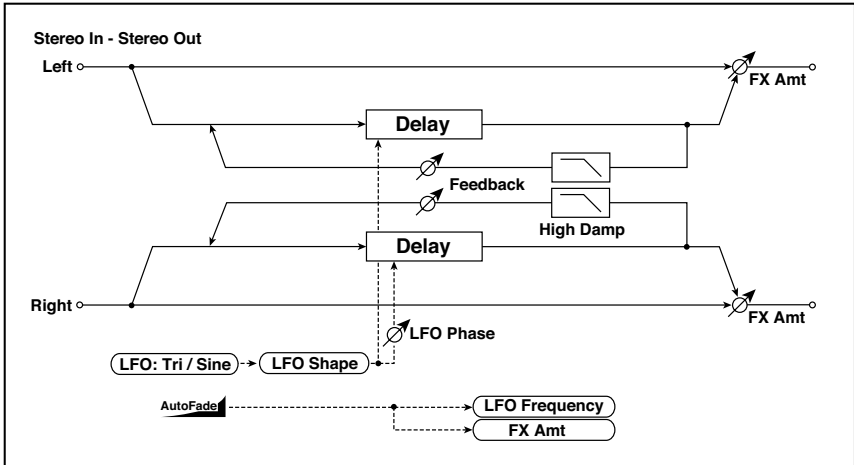 Stereo In - Stereo Out
Left
FX Amt
Delay
Feedback
High Damp
Delay
Right
FX Amt
LFO Phase
LFO: Tri / Sine
LFO Shape
AutoFade
LFO Frequency
FX Amt